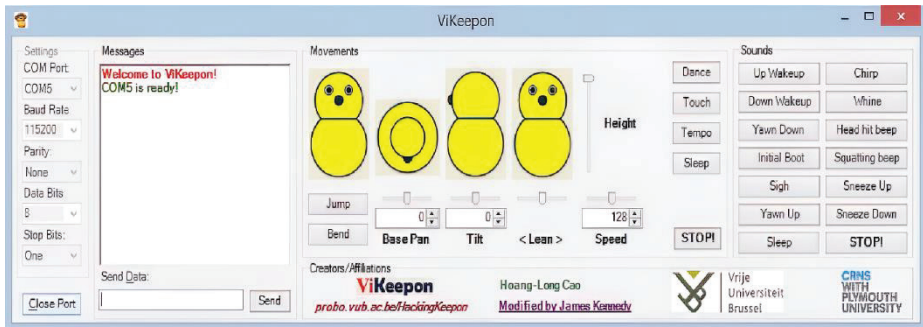 ViKeepon
Settings
COM Port:
COM5
Baud Rate:
115200
Parity:
None
Data Bits
8
Stop Bits:
One
Close Port
Messages
Welcome to ViKeepon!
COM5 is ready!
Send Data:
Send
Movements
Height
Dance
Touch
Tempo
Sleep
Jump
Bend
0
Base Pan
0
Tilt
< Lean >
128
Speed
STOP!
Sounds
Up Wakeup
Chirp
Down Wakeup
Whine
Yawn Down
Head hit beep
Initial Boot
Squatting beep
Sigh
Sneeze Up
Yawn Up
Sneeze Down
Sleep
STOP!
Creators/Affiliations
ViKeepon
probo.vub.ac.be/HackingKeepon
Hoang-Long Cao
Modified by James Kennedy
Vrije
Universiteit
Brussel
CRNS
WITH
PLYMOUTH
UNIVERSITY